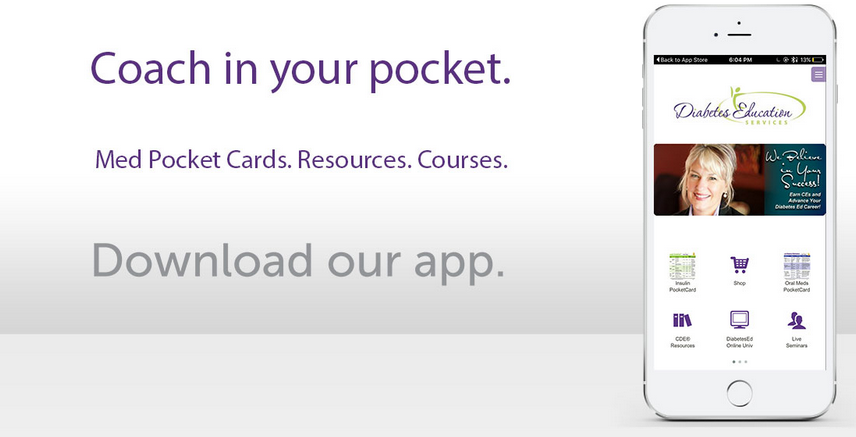 Coach in your pocket.
Med Pocket Cards. Resources. Courses.
Download our app.
Back to App Store
6:04 PM
13%
Diabetes Education
SERVICES
We Believe
in Your
Success!
Earn CEs and
Advance Your
Diabetes Ed Career!
Insulin
PocketCard
Shop
Oral Meds
PocketCard
CDE®
Resources
DiabetesEd
Online Univ
Live
Seminars